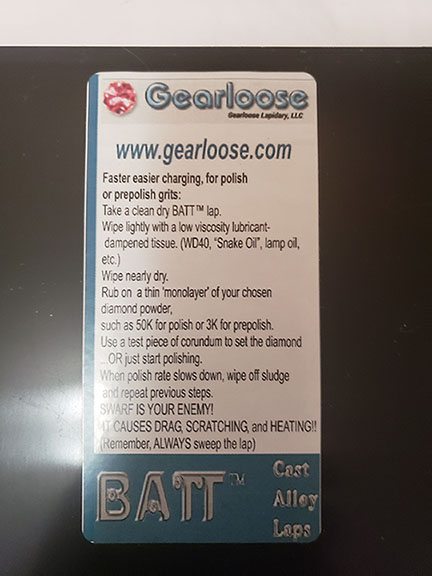 Gearloose
Gearloose Lapidary, LLC
www.gearloose.com
Faster easier charging, for polish
or prepolish grits:
Take a clean dry BATT™ lap.
Wipe lightly with a low viscosity lubricant-
dampened tissue. (WD40, “Snake Oil”, lamp oil,
etc.)
Wipe nearly dry.
Rub on a thin 'monolayer' of your chosen
diamond powder,
such as 50K for polish or 3K for prepolish.
Use a test piece of corundum to set the diamond
...OR just start polishing.
When polish rate slows down, wipe off sludge
and repeat previous steps.
SWARF IS YOUR ENEMY!
IT CAUSES DRAG, SCRATCHING, and HEATING!!
(Remember, ALWAYS sweep the lap)
BATT™
Cast
Alloy
Laps